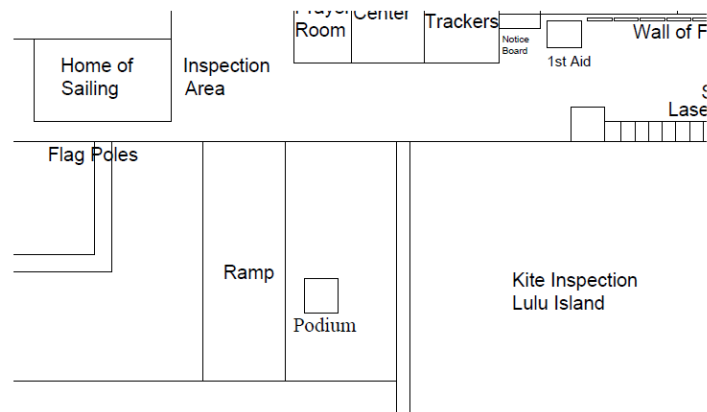 Room
Center
Trackers
Notice
Board
1st Aid
Wall of F
Home of
Sailing
Inspection
Area
Lase
Flag Poles
Ramp
Podium
Kite Inspection
Lulu Island